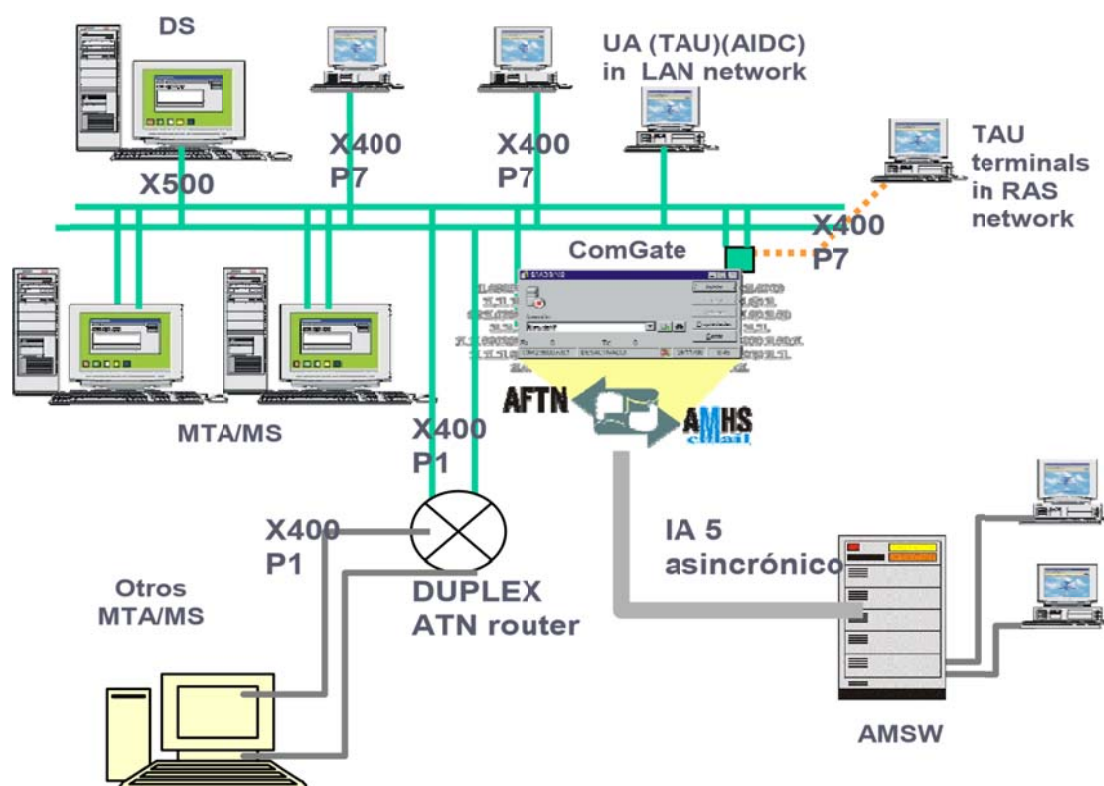 DS
UA (TAU)(AIDC)
in LAN network
X400
P7
X400
P7
X500
TAU
terminals
in RAS
network
X400
P7
ComGate
AFTN
AMHS
eMail
MTA/MS
X400
P1
X400
P1
IA 5
asincrónico
Otros
MTA/MS
DUPLEX
ATN router
AMSW